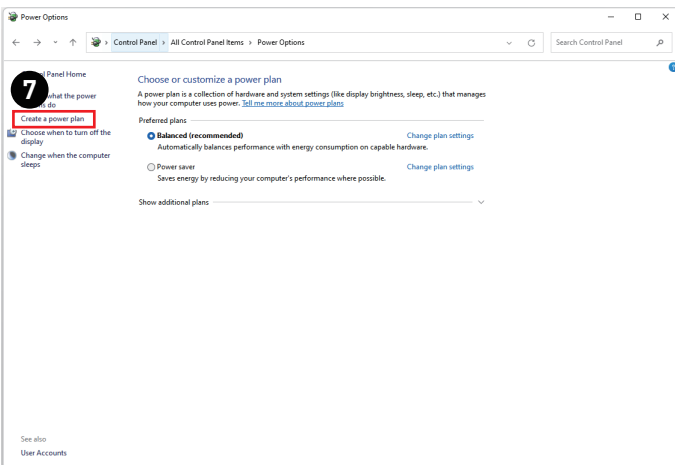 Power Options
Control Panel > All Control Panel Items > Power Options
Search Control Panel
Panel Home
7
what the power
do
Create a power plan
Choose when to turn off the
display
Change when the computer
sleeps
Choose or customize a power plan
A power plan is a collection of hardware and system settings (like display brightness, sleep, etc.) that manages
how your computer uses power. Tell me more about power plans
Preferred plans
Balanced (recommended)
Change plan settings
Automatically balances performance with energy consumption on capable hardware.
Power saver
Change plan settings
Saves energy by reducing your computer's performance where possible.
Show additional plans
See also
User Accounts